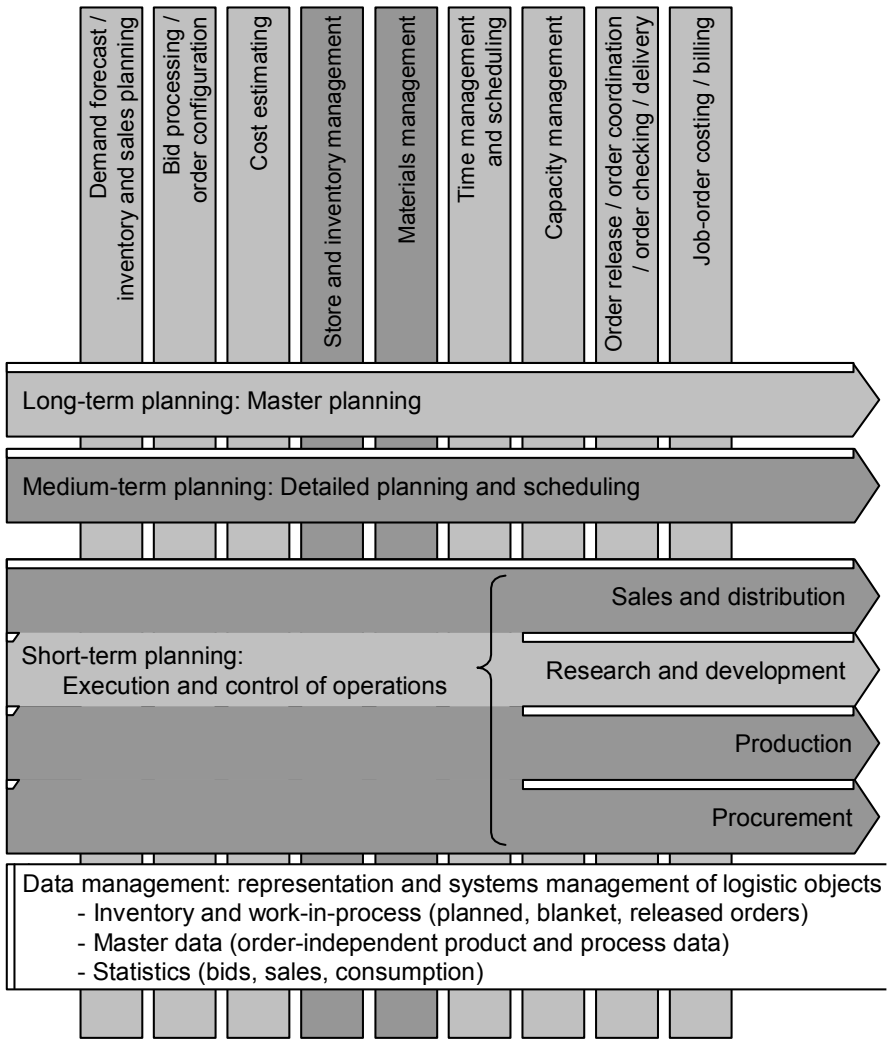 Demand forecast /
inventory and sales planning
Bid processing /
order configuration
Cost estimating
Store and inventory management
Materials management
Time management
and scheduling
Capacity management
Order release / order coordination
/ order checking / delivery
Job-order costing / billing
Long-term planning: Master planning
Medium-term planning: Detailed planning and scheduling
Sales and distribution
Short-term planning:
Execution and control of operations
Research and development
Production
Procurement
Data management: representation and systems management of logistic objects
- Inventory and work-in-process (planned, blanket, released orders)
- Master data (order-independent product and process data)
- Statistics (bids, sales, consumption)